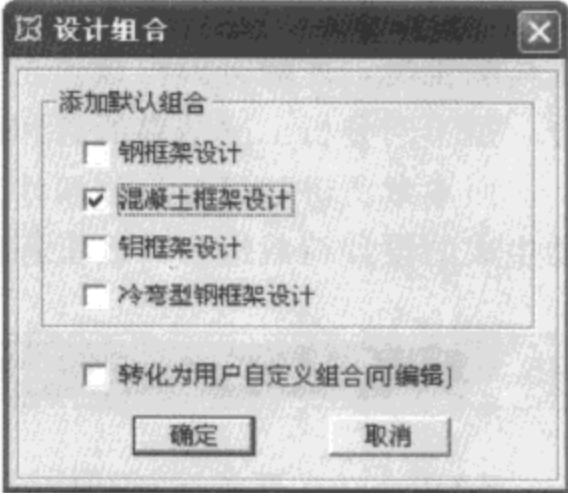 设计组合
添加默认组合
钢框架设计
混凝土框架设计
铝框架设计
冷弯型钢框架设计
转化为用户自定义组合(可编辑)
确定
取消